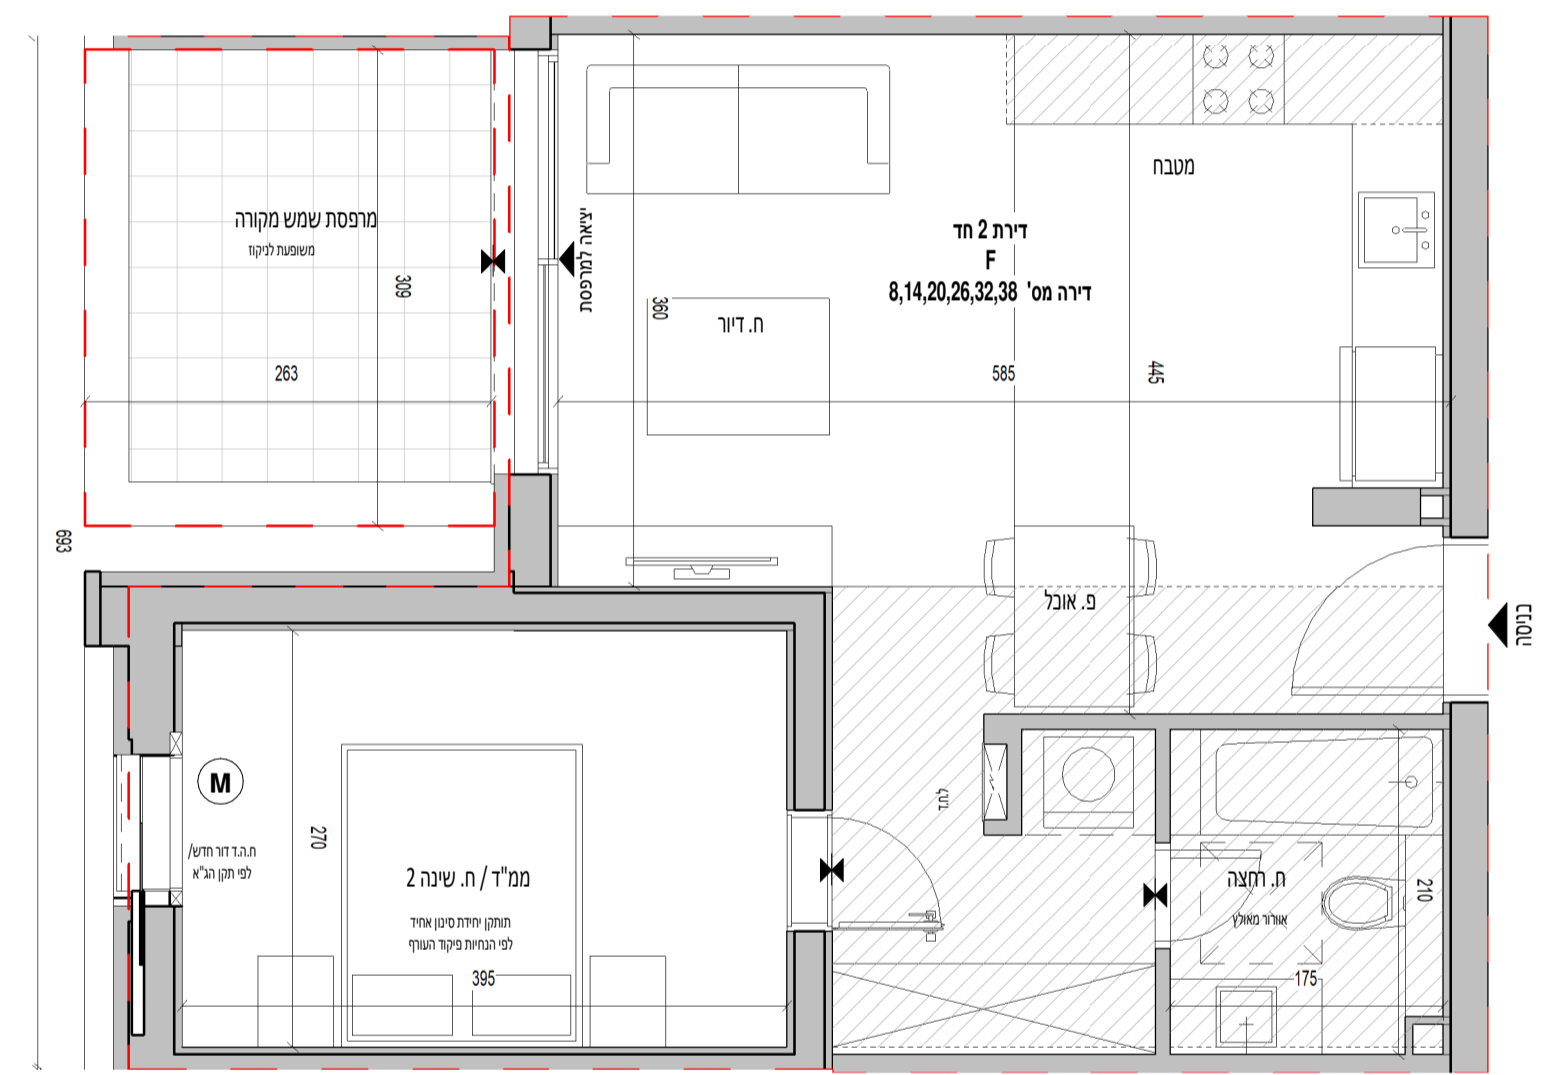 מטבח
מרפסת שמש מקורה
משופעת לניקוז
309
263
יציאה למרפסת
דירת 2 חד
F
דירה מס' 8,14,20,26,32,38
360
ח. דיור
585
445
693
פ. אוכל
כניסה
M
ח.ה.ד דור חדש/
לפי תקן הג"א
270
ממ"ד / ח. שינה 2
תותקן יחידת סינון אחיד
לפי הנחיות פיקוד העורף
395
ח. רחצה
אוורור מאולץ
210
175